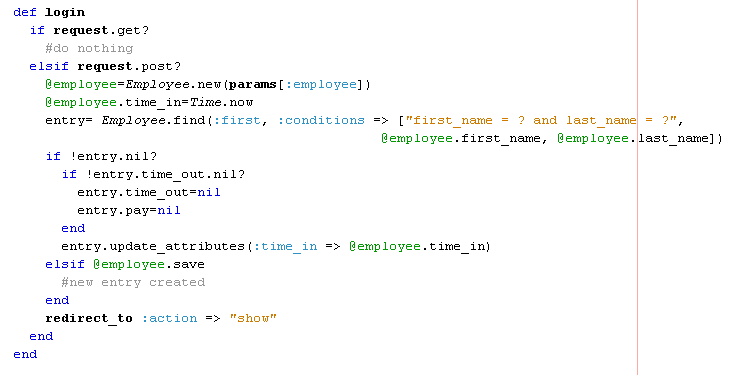 def login
  if request.get?
    #do nothing
  elsif request.post?
    @employee=Employee.new(params[:employee])
    @employee.time_in=Time.now
    entry= Employee.find(:first, :conditions => ["first_name = ? and last_name = ?",
                                              @employee.first_name, @employee.last_name])
    if !entry.nil?
      if !entry.time_out.nil?
        entry.time_out=nil
        entry.pay=nil
      end
      entry.update_attributes(:time_in => @employee.time_in)
    elsif @employee.save
      #new entry created
    end
    redirect_to :action => "show"
  end
end